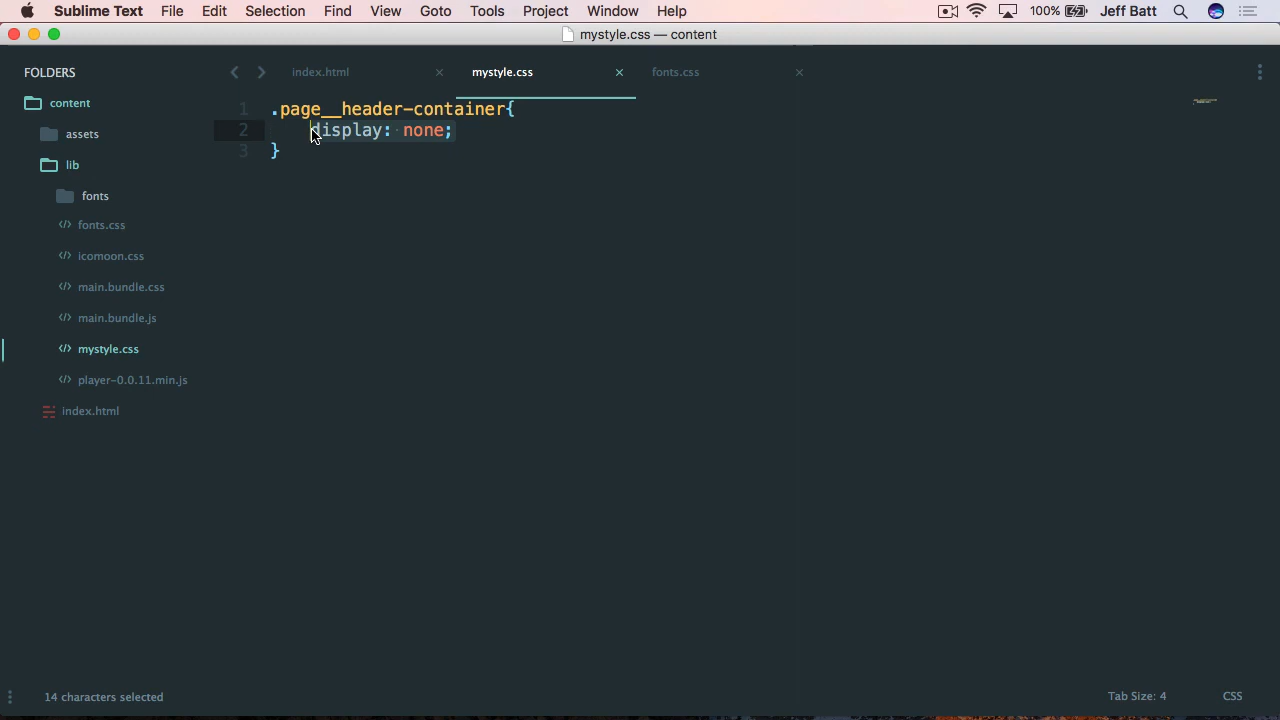 Sublime Text File Edit Selection Find View Goto Tools Project Window Help 100% Jeff Batt
mystyle.css — content
FOLDERS
content
assets
lib
fonts
fonts.css
icomoon.css
main.bundle.css
main.bundle.js
mystyle.css
player-0.0.11.min.js
index.html
index.html mystyle.css fonts.css
1 .page__header-container{
2 display: none;
3 }
14 characters selected Tab Size: 4 CSS